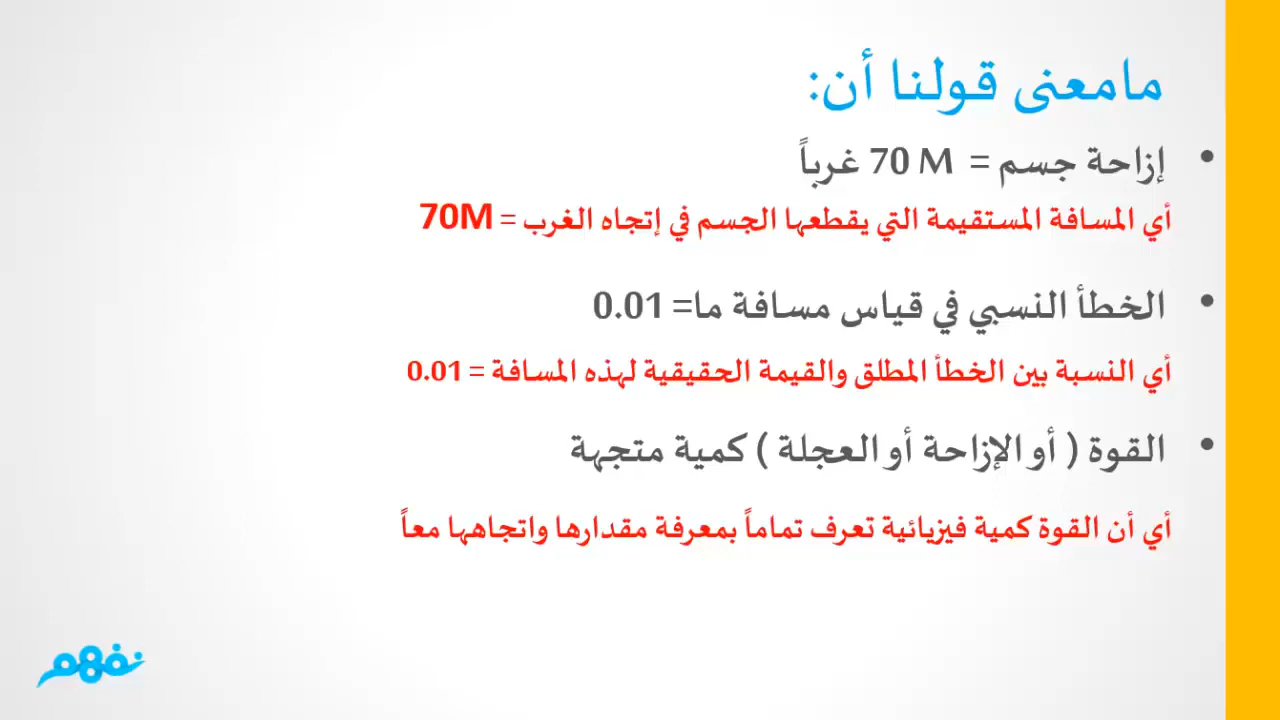 مامعنى قولنا أن:
• إزاحة جسم = 70 M غرباً
أي المسافة المستقيمة التي يقطعها الجسم في إتجاه الغرب = 70M
• الخطأ النسبي في قياس مسافة ما= 0.01
أي النسبة بين الخطأ المطلق والقيمة الحقيقية لهذه المسافة = 0.01
• القوة ( أو الإزاحة أو العجلة ) كمية متجهة
أي أن القوة كمية فيزيائية تعرف تماماً بمعرفة مقدارها واتجاهها معاً
نفهم